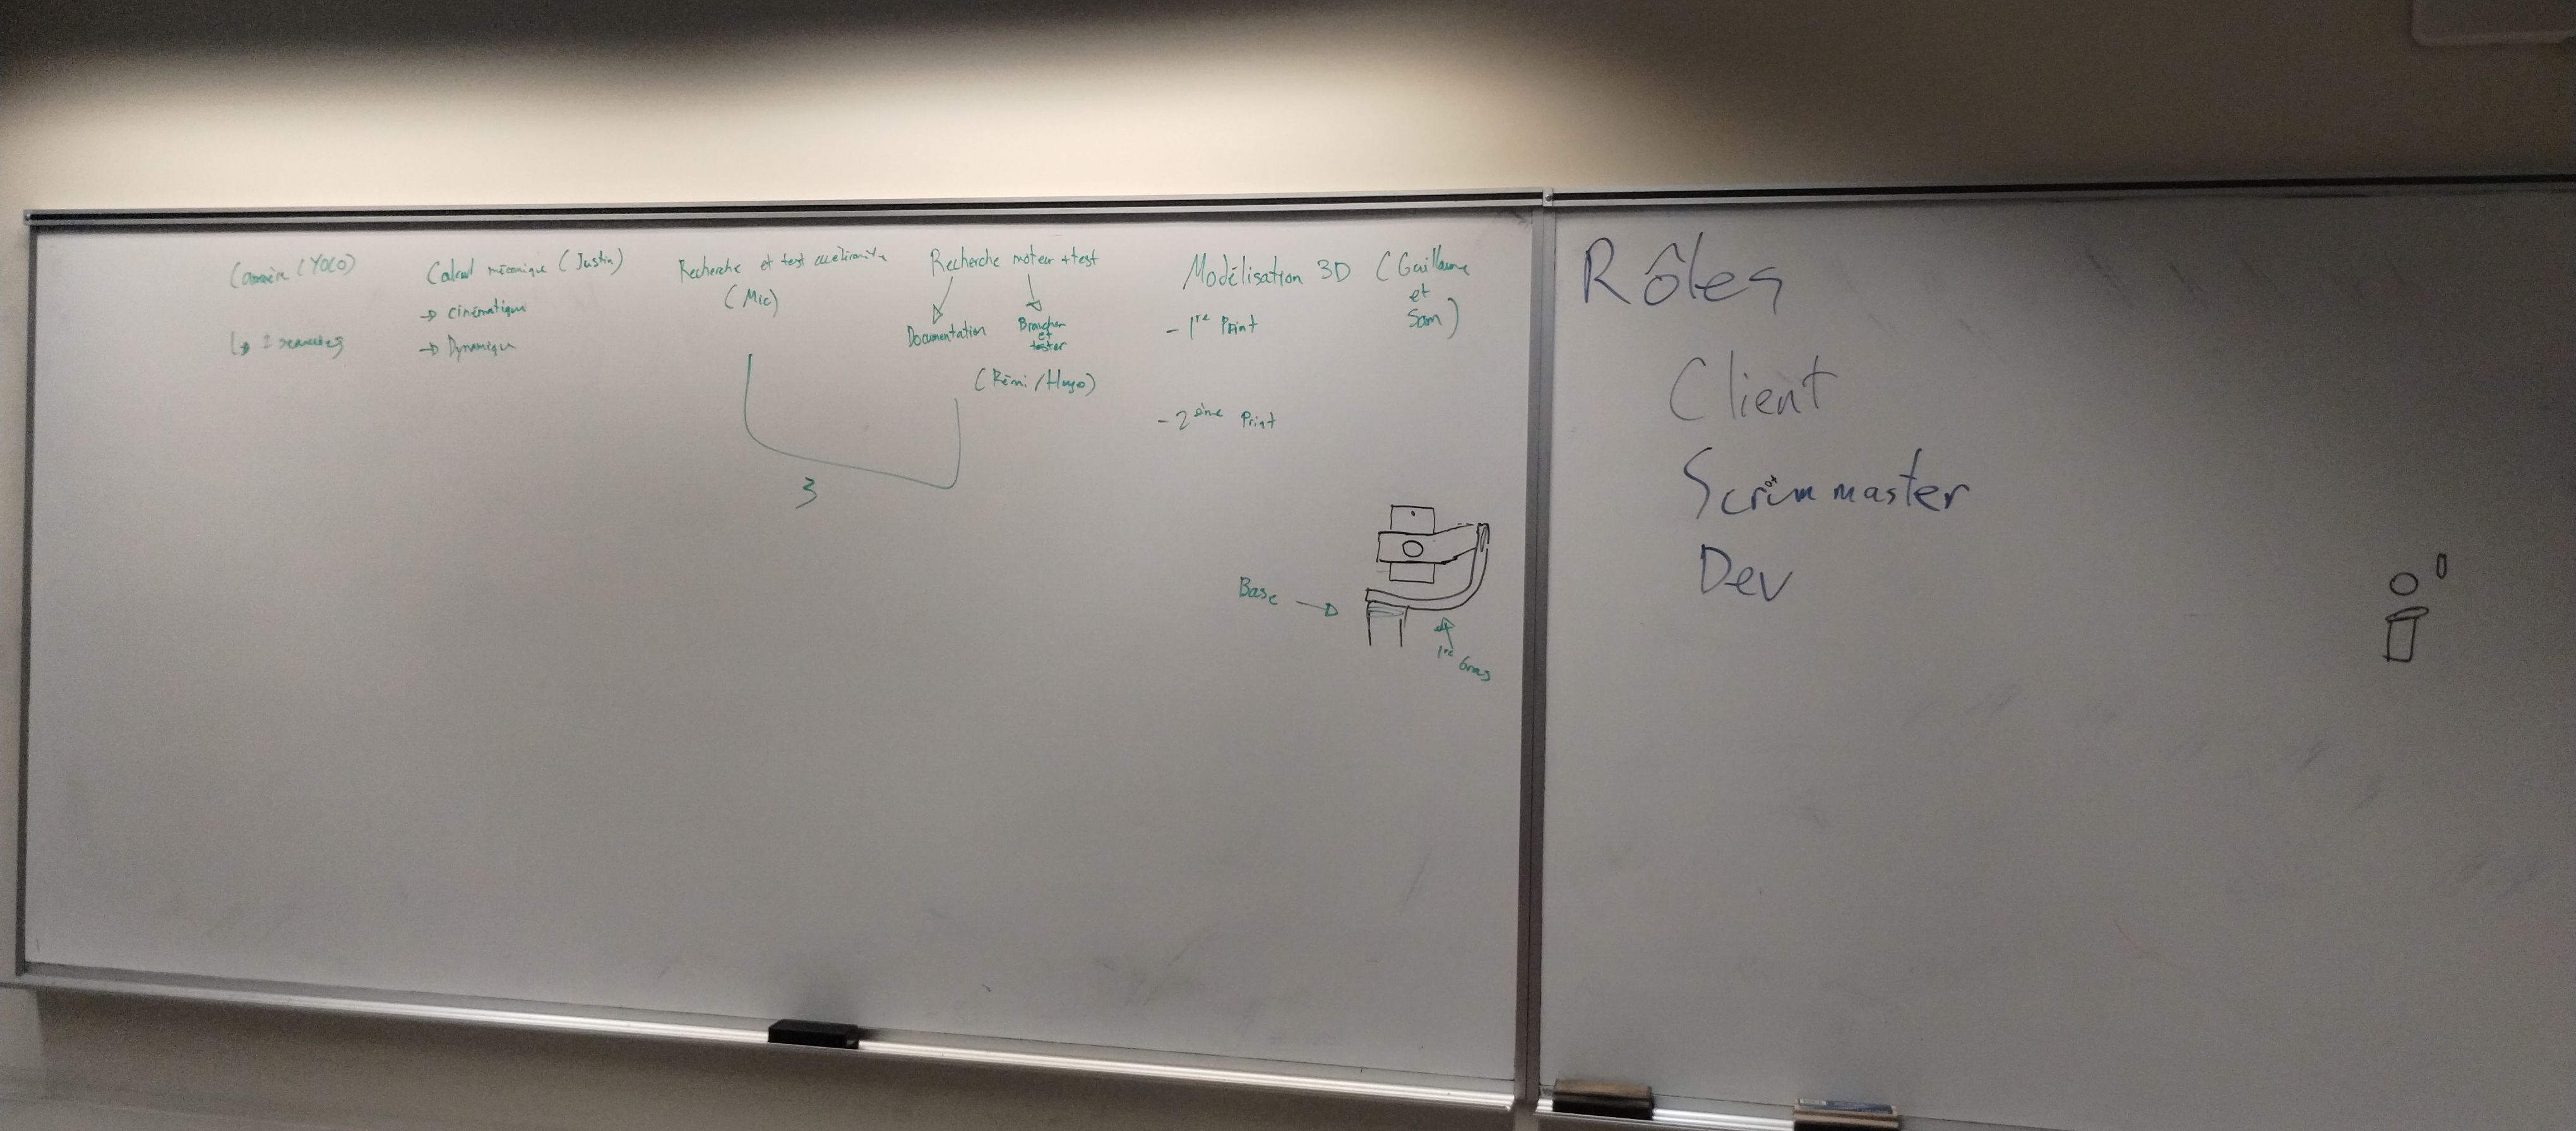 Caméra (YOLO)
↳ 2 semaines
Calcul mécanique (Justin)
→ Cinématique
→ Dynamique
Recherche et test
(Mic)
Recherche moteur + test
Documentation
Brancher
et
tester
(Rémi / Hugo)
3
Modélisation 3D (Guillaume
et
Sam)
- 1re Print
- 2ème Print
Base
1re
Rôles
Client
Scrum master
Dev